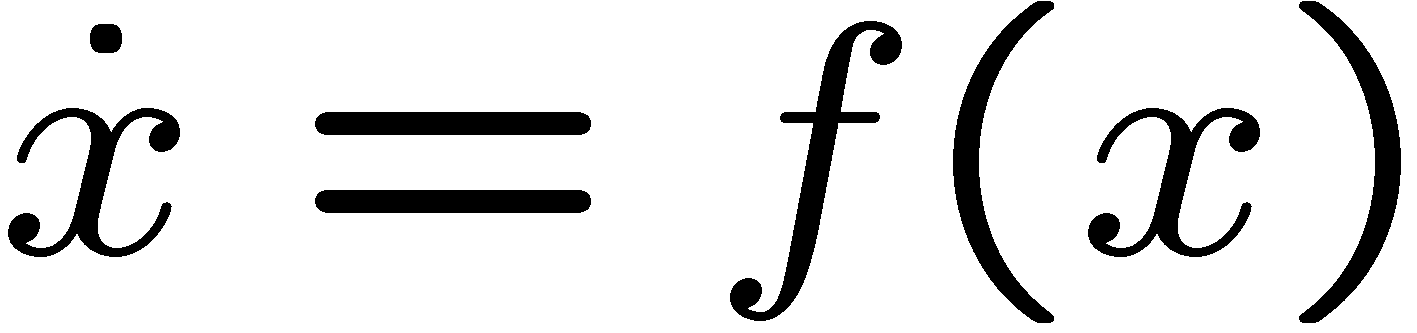 ẋ = f(x)